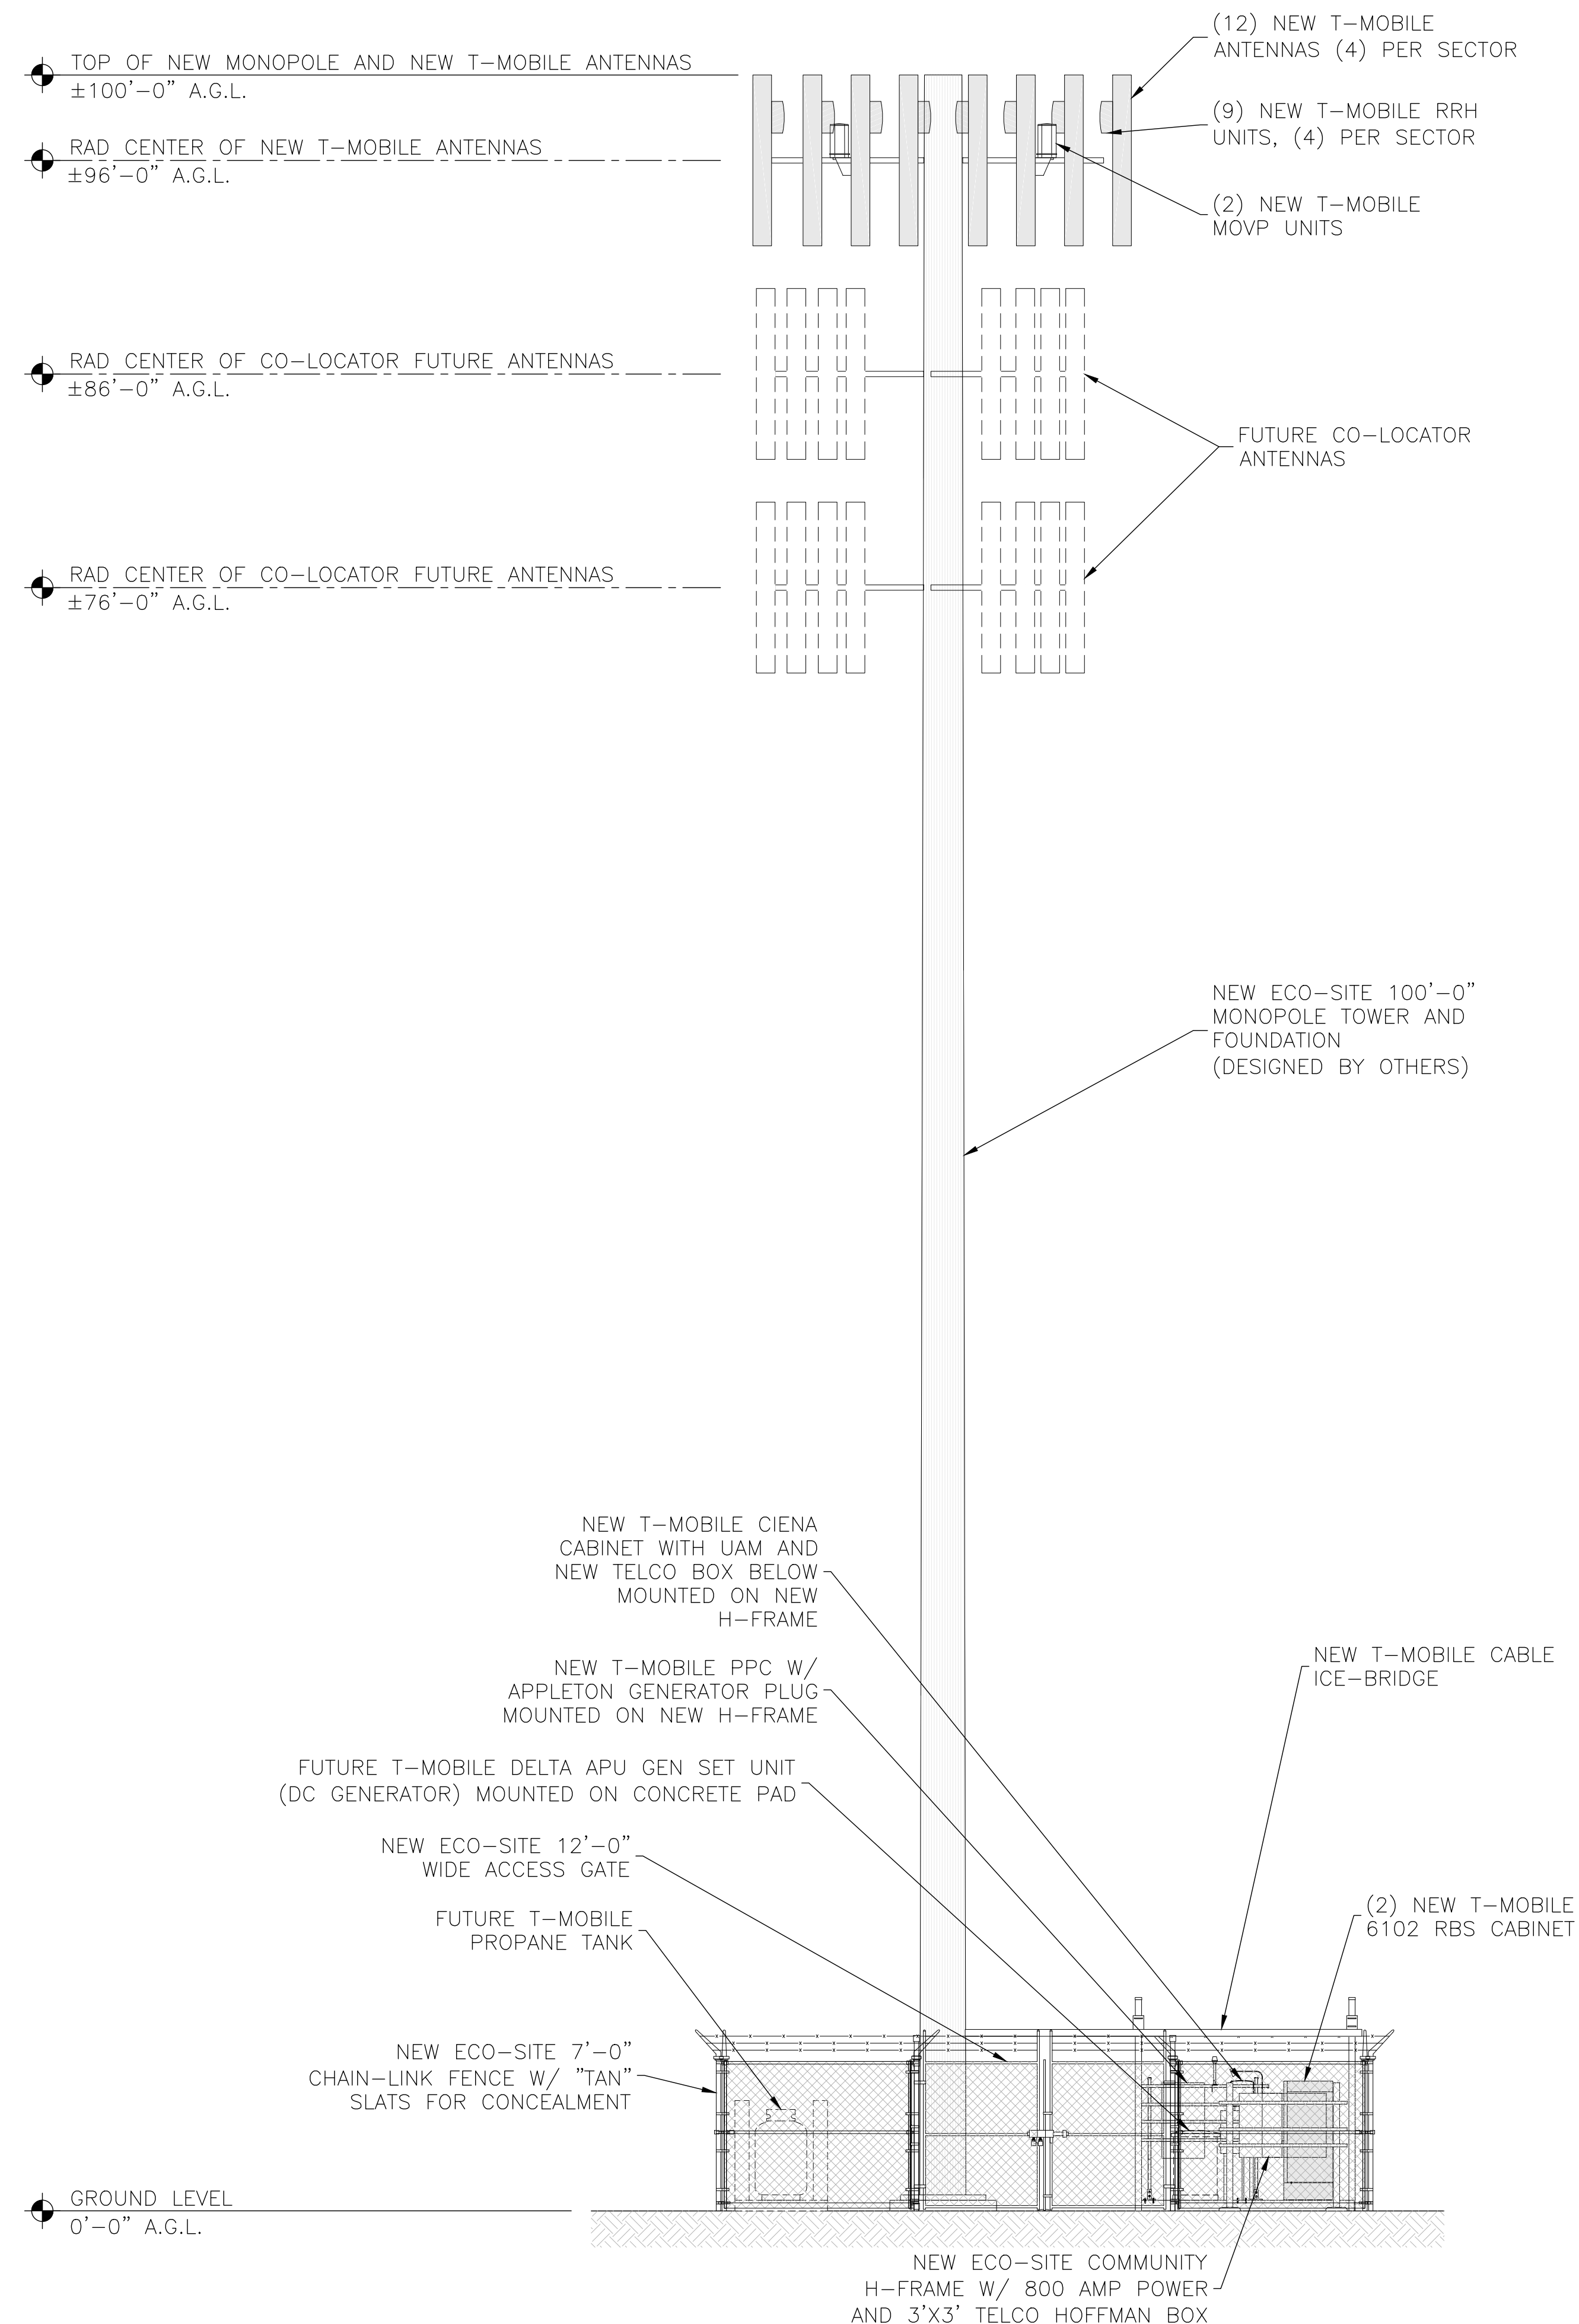 TOP OF NEW MONOPOLE AND NEW T-MOBILE ANTENNAS
±100'-0" A.G.L.
RAD CENTER OF NEW T-MOBILE ANTENNAS
±96'-0" A.G.L.
RAD CENTER OF CO-LOCATOR FUTURE ANTENNAS
±86'-0" A.G.L.
RAD CENTER OF CO-LOCATOR FUTURE ANTENNAS
±76'-0" A.G.L.
(12) NEW T-MOBILE
ANTENNAS (4) PER SECTOR
(9) NEW T-MOBILE RRH
UNITS, (4) PER SECTOR
(2) NEW T-MOBILE
MOVP UNITS
FUTURE CO-LOCATOR
ANTENNAS
NEW ECO-SITE 100'-0"
MONOPOLE TOWER AND
FOUNDATION
(DESIGNED BY OTHERS)
NEW T-MOBILE CIENA
CABINET WITH UAM AND
NEW TELCO BOX BELOW
MOUNTED ON NEW
H-FRAME
NEW T-MOBILE PPC W/
APPLETON GENERATOR PLUG
MOUNTED ON NEW H-FRAME
FUTURE T-MOBILE DELTA APU GEN SET UNIT
(DC GENERATOR) MOUNTED ON CONCRETE PAD
NEW ECO-SITE 12'-0"
WIDE ACCESS GATE
FUTURE T-MOBILE
PROPANE TANK
NEW ECO-SITE 7'-0"
CHAIN-LINK FENCE W/ "TAN"
SLATS FOR CONCEALMENT
NEW T-MOBILE CABLE
ICE-BRIDGE
(2) NEW T-MOBILE
6102 RBS CABINET
GROUND LEVEL
0'-0" A.G.L.
NEW ECO-SITE COMMUNITY
H-FRAME W/ 800 AMP POWER
AND 3'X3' TELCO HOFFMAN BOX